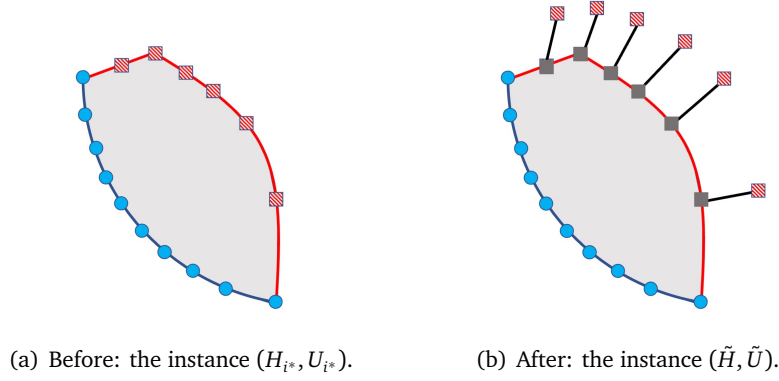 (a) Before: the instance (H_{i*}, U_{i*}).
(b) After: the instance (H̃, Ũ).